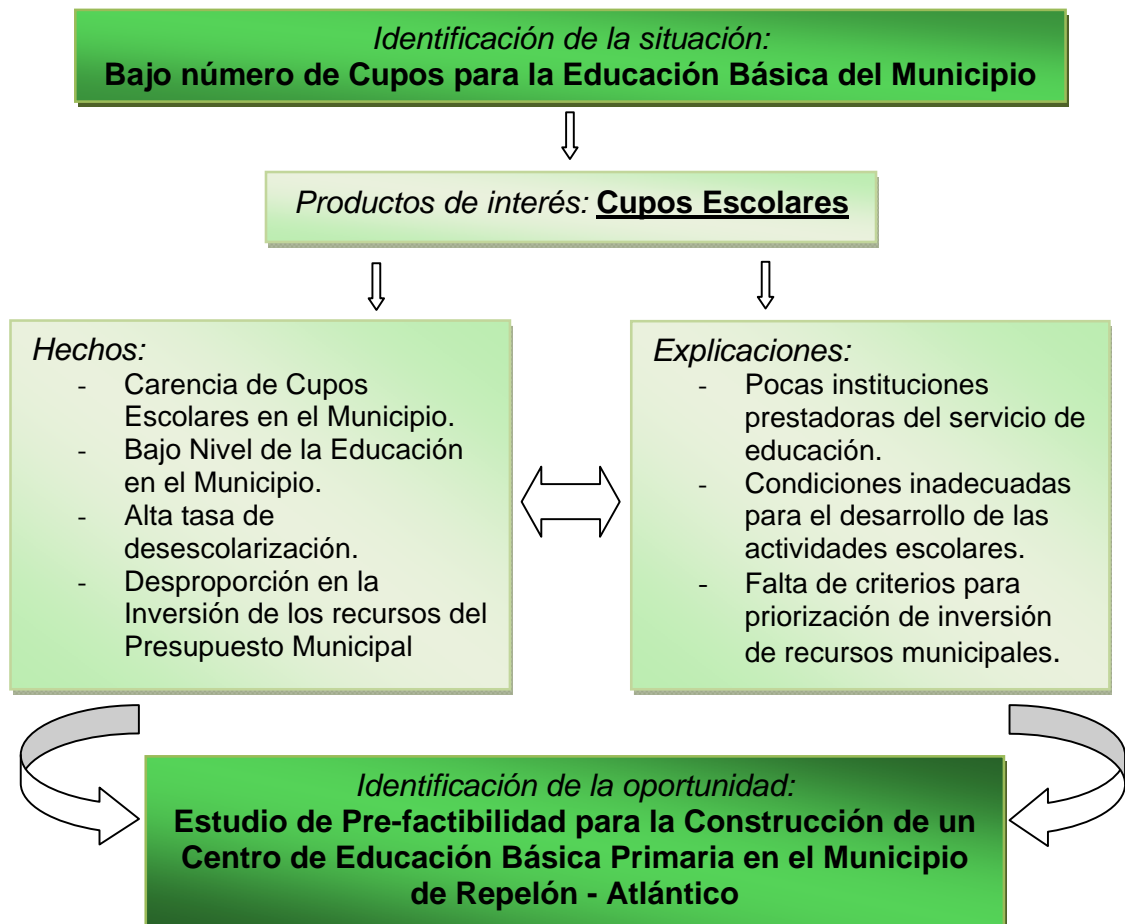 Identificación de la situación:
Bajo número de Cupos para la Educación Básica del Municipio
Productos de interés: Cupos Escolares
Hechos:
- Carencia de Cupos
Escolares en el Municipio.
- Bajo Nivel de la Educación
en el Municipio.
- Alta tasa de
desescolarización.
- Desproporción en la
Inversión de los recursos del
Presupuesto Municipal
Explicaciones:
- Pocas instituciones
prestadoras del servicio de
educación.
- Condiciones inadecuadas
para el desarrollo de las
actividades escolares.
- Falta de criterios para
priorización de inversión
de recursos municipales.
Identificación de la oportunidad:
Estudio de Pre-factibilidad para la Construcción de un
Centro de Educación Básica Primaria en el Municipio
de Repelón - Atlántico